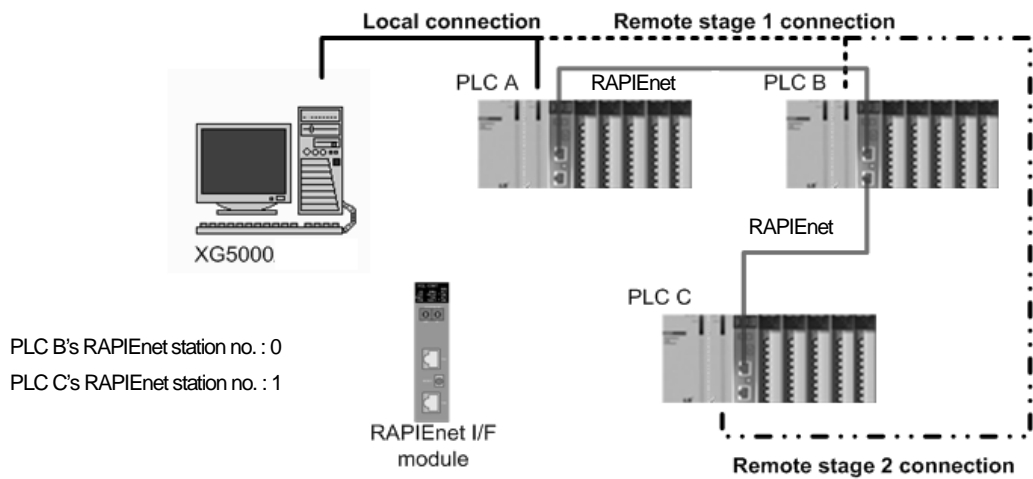 Local connection
Remote stage 1 connection
PLC A
RAPIEnet
PLC B
XG5000
RAPIEnet
PLC C
PLC B's RAPIEnet station no. : 0
PLC C's RAPIEnet station no. : 1
RAPIEnet I/F
module
Remote stage 2 connection